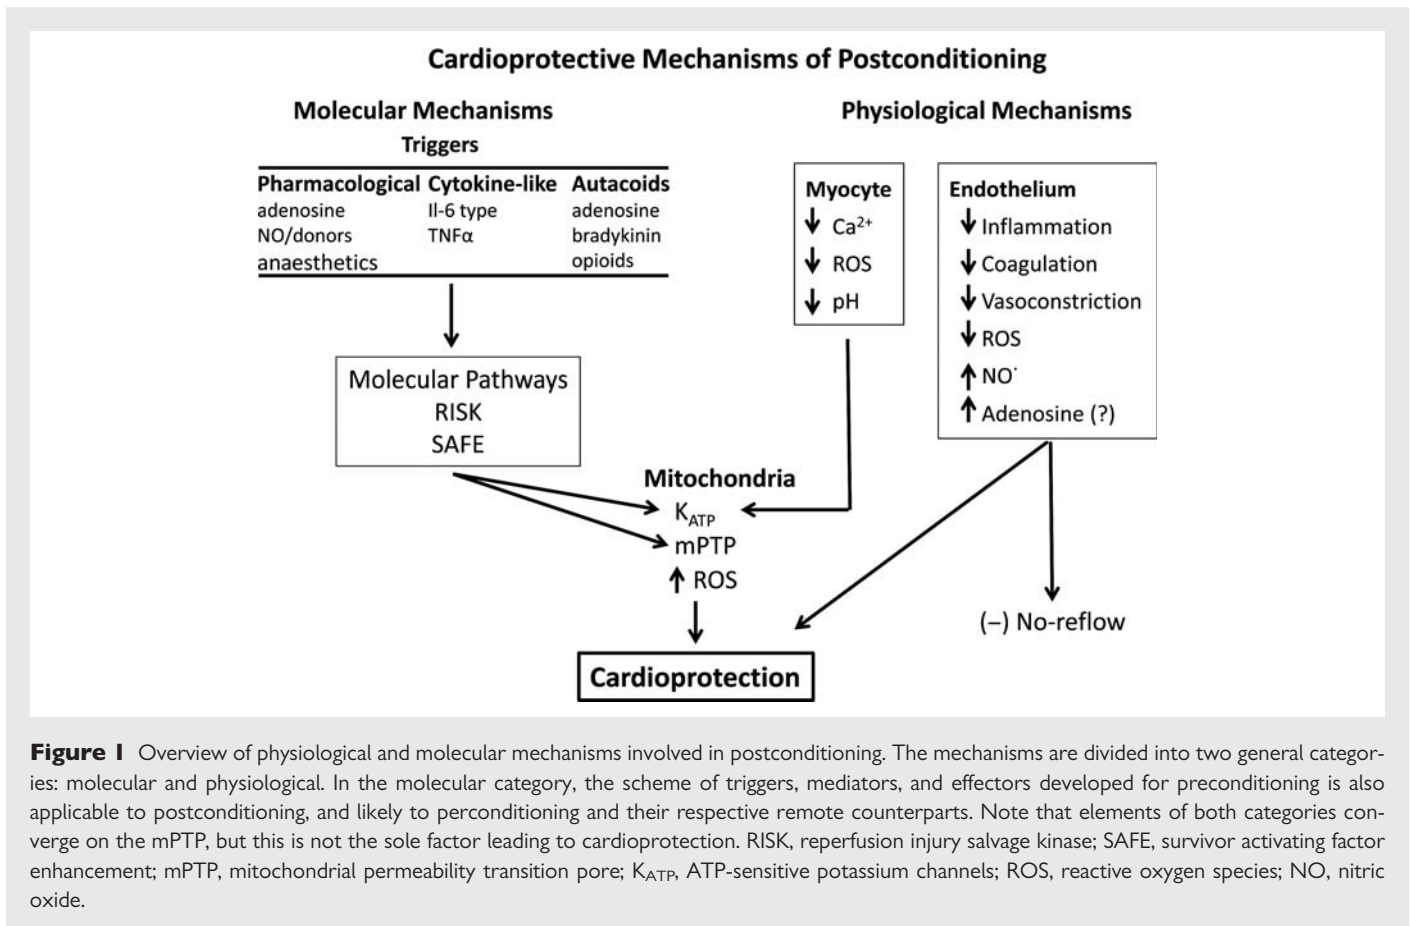 Cardioprotective Mechanisms of Postconditioning
Molecular Mechanisms
Triggers
Pharmacological Cytokine-like Autacoids
adenosine Il-6 type adenosine
NO/donors TNFα bradykinin
anaesthetics opioids
Molecular Pathways
RISK
SAFE
Physiological Mechanisms
Myocyte
↓ Ca²⁺
↓ ROS
↓ pH
Endothelium
↓ Inflammation
↓ Coagulation
↓ Vasoconstriction
↓ ROS
↑ NO˙
↑ Adenosine (?)
Mitochondria
K_ATP
mPTP
↑ ROS
(–) No-reflow
Cardioprotection
Figure 1 Overview of physiological and molecular mechanisms involved in postconditioning. The mechanisms are divided into two general categor-
ies: molecular and physiological. In the molecular category, the scheme of triggers, mediators, and effectors developed for preconditioning is also
applicable to postconditioning, and likely to perconditioning and their respective remote counterparts. Note that elements of both categories con-
verge on the mPTP, but this is not the sole factor leading to cardioprotection. RISK, reperfusion injury salvage kinase; SAFE, survivor activating factor
enhancement; mPTP, mitochondrial permeability transition pore; K_ATP, ATP-sensitive potassium channels; ROS, reactive oxygen species; NO, nitric
oxide.